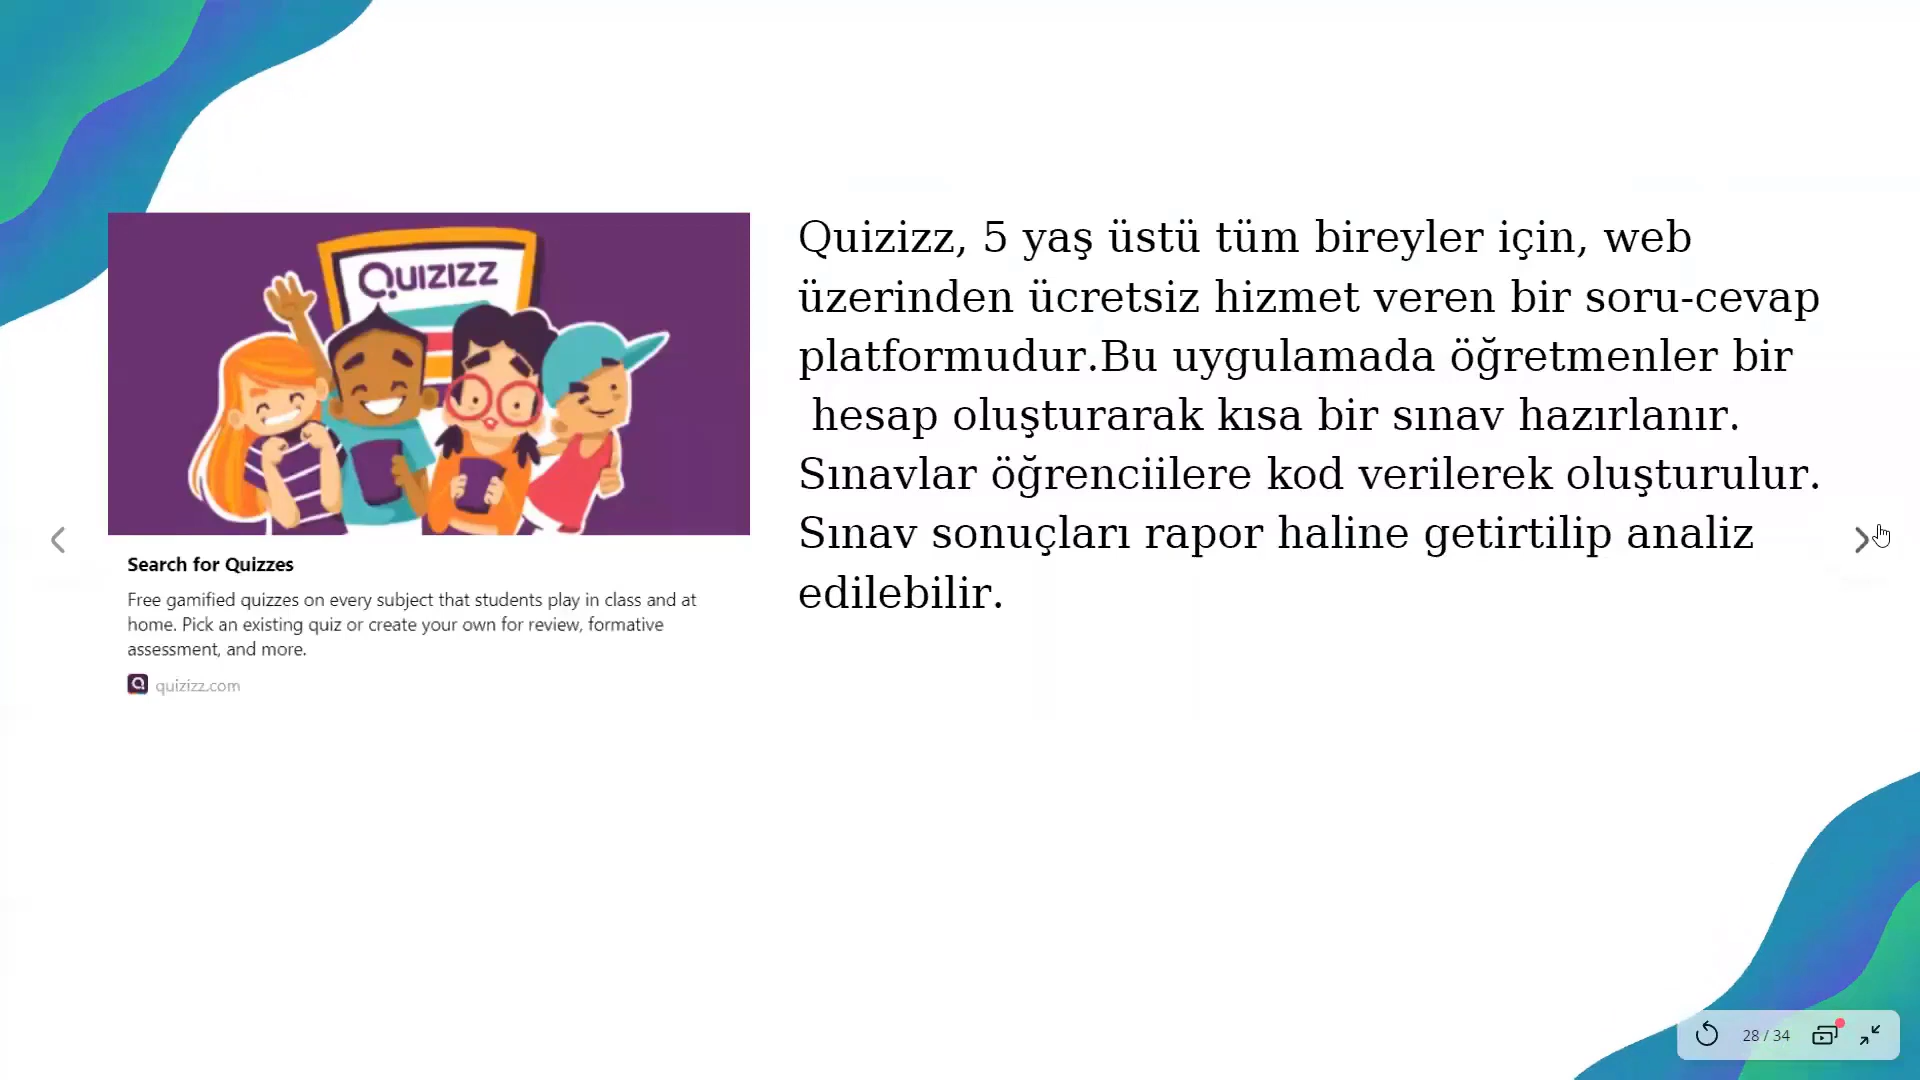 QUIZIZZ
Search for Quizzes
Free gamified quizzes on every subject that students play in class and at
home. Pick an existing quiz or create your own for review, formative
assessment, and more.
quizizz.com
Quizizz, 5 yaş üstü tüm bireyler için, web
üzerinden ücretsiz hizmet veren bir soru-cevap
platformudur.Bu uygulamada öğretmenler bir
hesap oluşturarak kısa bir sınav hazırlanır.
Sınavlar öğrenciilere kod verilerek oluşturulur.
Sınav sonuçları rapor haline getirtilip analiz
edilebilir.
28 / 34